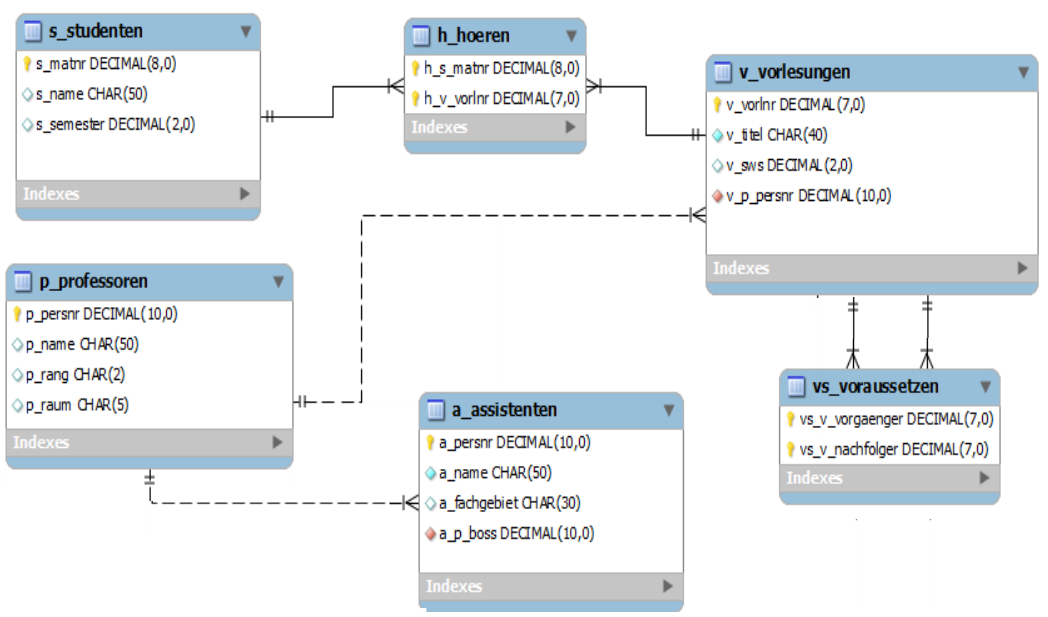 s_studenten
s_matnr DECIMAL(8,0)
s_name CHAR(50)
s_semester DECIMAL(2,0)
Indexes
h_hoeren
h_s_matnr DECIMAL(8,0)
h_v_vorlnr DECIMAL(7,0)
Indexes
v_vorlesungen
v_vorlnr DECIMAL(7,0)
v_titel CHAR(40)
v_sws DECIMAL(2,0)
v_p_persnr DECIMAL(10,0)
Indexes
p_professoren
p_persnr DECIMAL(10,0)
p_name CHAR(50)
p_rang CHAR(2)
p_raum CHAR(5)
Indexes
a_assistenten
a_persnr DECIMAL(10,0)
a_name CHAR(50)
a_fachgebiet CHAR(30)
a_p_boss DECIMAL(10,0)
Indexes
vs_voraussetzen
vs_v_vorgaenger DECIMAL(7,0)
vs_v_nachfolger DECIMAL(7,0)
Indexes